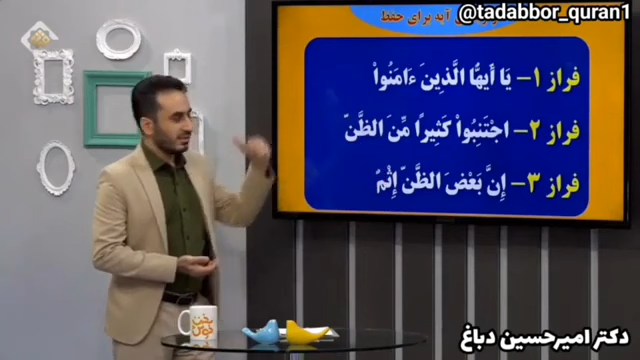 @tadabbor_quran1
آیه برای حفظ
فراز ۱- يَا أَيُّهَا الَّذِينَ ءَامَنُواْ
فراز ۲- اجْتَنِبُواْ كَثِيرًا مِّنَ الظَّنِّ
فراز ۳- إِنَّ بَعْضَ الظَّنِّ إِثْمٌ
دکتر امیرحسین دباغ